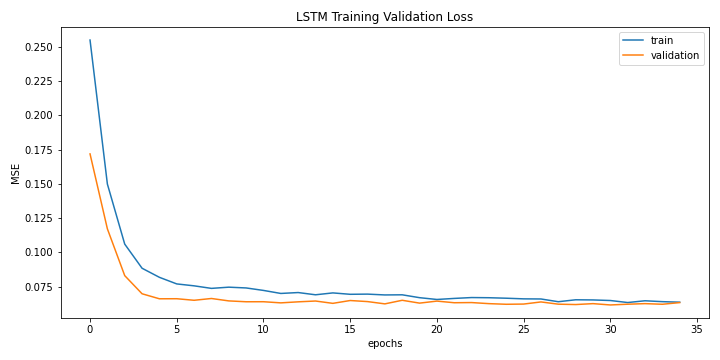 LSTM Training Validation Loss
train
validation
MSE
0.250
0.225
0.200
0.175
0.150
0.125
0.100
0.075
0 5 10 15 20 25 30 35
epochs